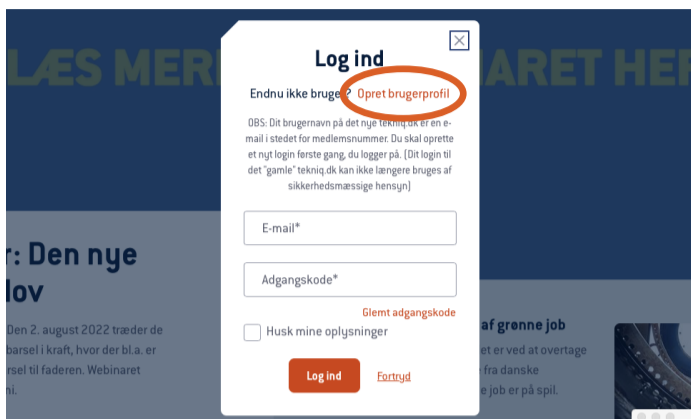 LÆS MER
ARET HER
Log ind
Endnu ikke bruger? Opret brugerprofil
OBS: Dit brugernavn på det nye tekniq.dk er en e-
mail i stedet for medlemsnummer. Du skal oprette
et nyt login første gang, du logger på. (Dit login til
det "gamle" tekniq.dk kan ikke længere bruges af
sikkerhedsmæssige hensyn)
E-mail*
Adgangskode*
Glemt adgangskode
Husk mine oplysninger
Log ind
Fortryd
r: Den nye
lov
Den 2. august 2022 træder de
barsel i kraft, hvor der bl.a. er
rsel til faderen. Webinaret
ni.
af grønne job
et er ved at overtage
fra danske
e job er på spil.